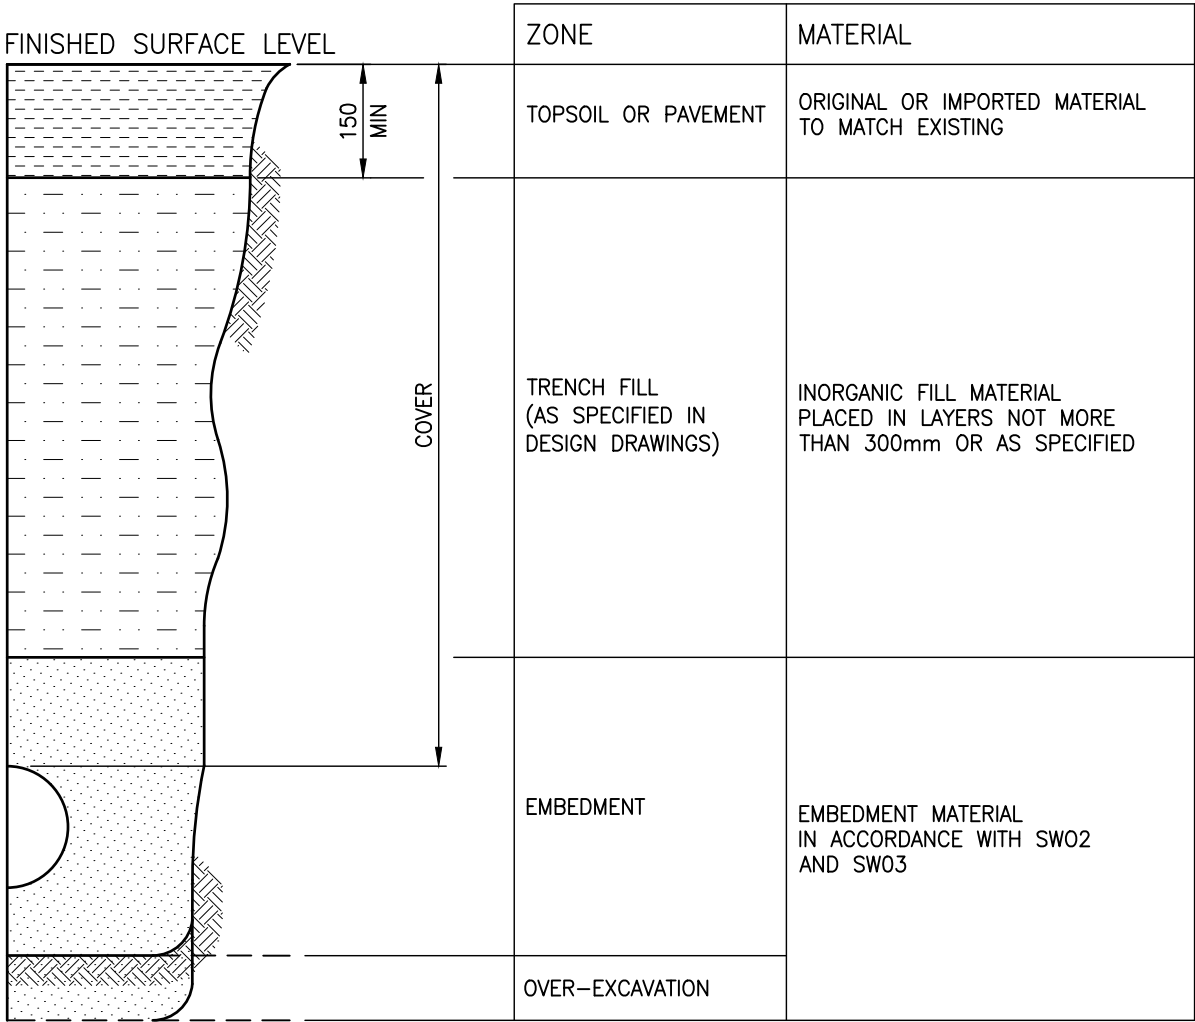 FINISHED SURFACE LEVEL
ZONE
MATERIAL
150
MIN
TOPSOIL OR PAVEMENT
ORIGINAL OR IMPORTED MATERIAL
TO MATCH EXISTING
COVER
TRENCH FILL
(AS SPECIFIED IN
DESIGN DRAWINGS)
INORGANIC FILL MATERIAL
PLACED IN LAYERS NOT MORE
THAN 300mm OR AS SPECIFIED
EMBEDMENT
EMBEDMENT MATERIAL
IN ACCORDANCE WITH SW02
AND SW03
OVER-EXCAVATION